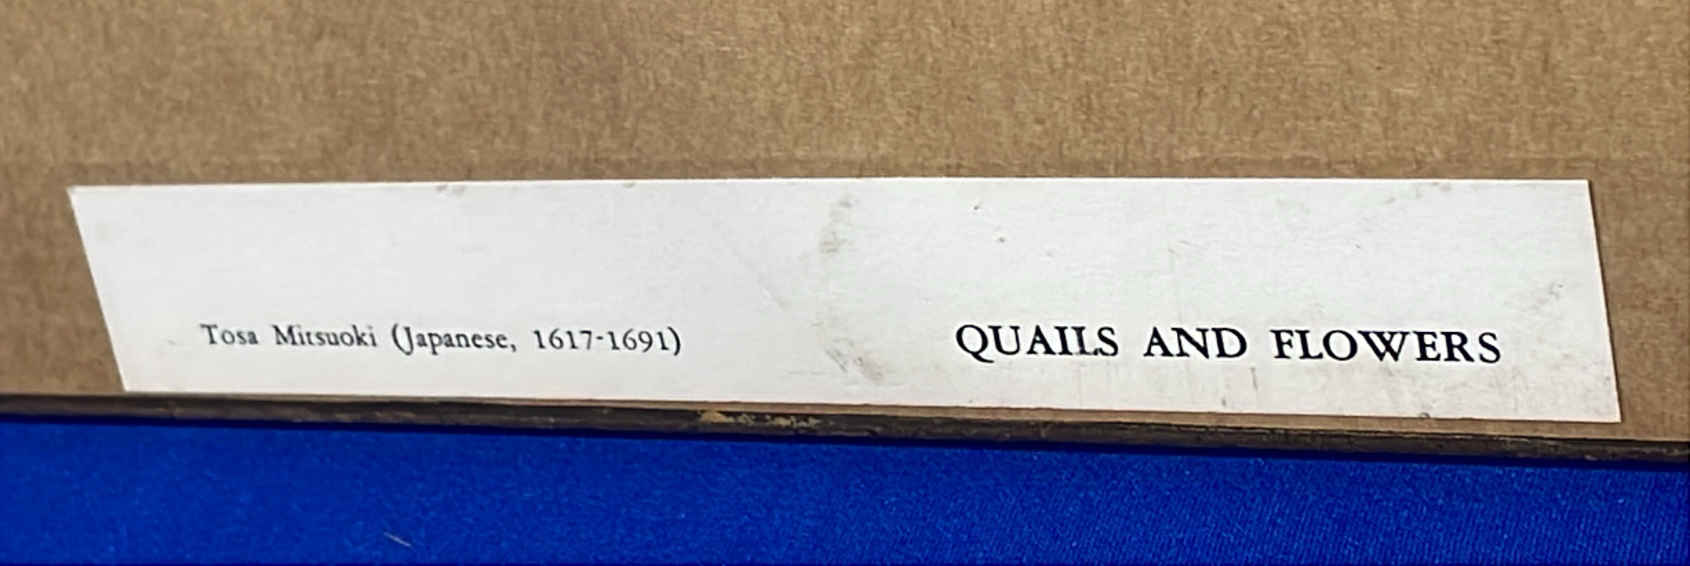 Tosa Mitsuoki (Japanese, 1617-1691) QUAILS AND FLOWERS